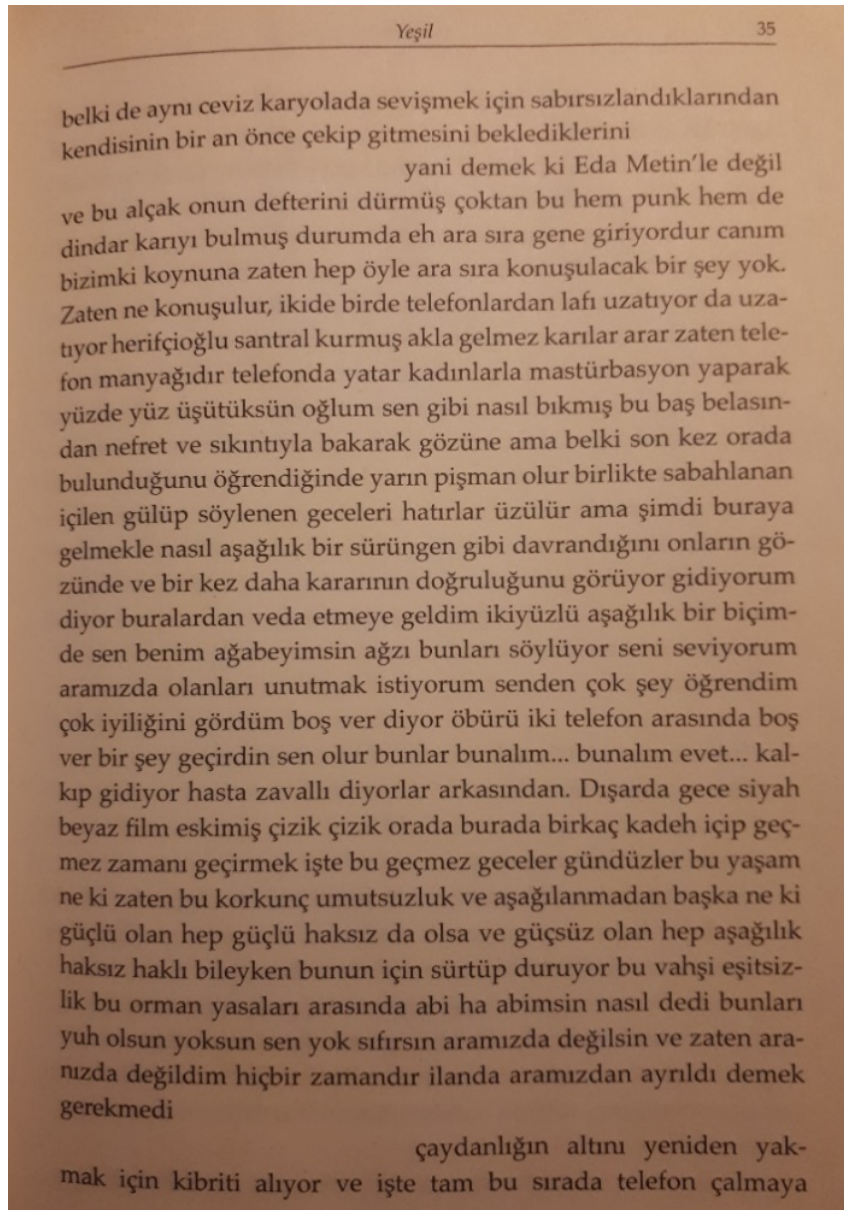 Yeşil 35
belki de aynı ceviz karyolada sevişmek için sabırsızlandıklarından
kendisinin bir an önce çekip gitmesini beklediklerini
yani demek ki Eda Metin'le değil
ve bu alçak onun defterini dürmüş çoktan bu hem punk hem de
dindar karıyı bulmuş durumda eh ara sıra gene giriyordur canım
bizimki koynuna zaten hep öyle ara sıra konuşulacak bir şey yok.
Zaten ne konuşulur, ikide birde telefonlardan lafı uzatıyor da uza-
tıyor herifçioğlu santral kurmuş akla gelmez karılar arar zaten tele-
fon manyağıdır telefonda yatar kadınlarla mastürbasyon yaparak
yüzde yüz üşütüksün oğlum sen gibi nasıl bıkmış bu baş belasın-
dan nefret ve sıkıntıyla bakarak gözüne ama belki son kez orada
bulunduğunu öğrendiğinde yarın pişman olur birlikte sabahlanan
içilen gülüp söylenen geceleri hatırlar üzülür ama şimdi buraya
gelmekle nasıl aşağılık bir sürüngen gibi davrandığını onların gö-
zünde ve bir kez daha kararının doğruluğunu görüyor gidiyorum
diyor buralardan veda etmeye geldim ikiyüzlü aşağılık bir biçim-
de sen benim ağabeyimsin ağzı bunları söylüyor seni seviyorum
aramızda olanları unutmak istiyorum senden çok şey öğrendim
çok iyiliğini gördüm boş ver diyor öbürü iki telefon arasında boş
ver bir şey geçirdin sen olur bunlar bunalım... bunalım evet... kal-
kıp gidiyor hasta zavallı diyorlar arkasından. Dışarda gece siyah
beyaz film eskimiş çizik çizik orada burada birkaç kadeh içip geç-
mez zamanı geçirmek işte bu geçmez geceler gündüzler bu yaşam
ne ki zaten bu korkunç umutsuzluk ve aşağılanmadan başka ne ki
güçlü olan hep güçlü haksız da olsa ve güçsüz olan hep aşağılık
haksız haklı bileyken bunun için sürtüp duruyor bu vahşi eşitsiz-
lik bu orman yasaları arasında abi ha abimsin nasıl dedi bunları
yuh olsun yoksun sen yok sıfırsın aramızda değilsin ve zaten ara-
nızda değildim hiçbir zamandır ilanda aramızdan ayrıldı demek
gerekmedi
çaydanlığın altını yeniden yak-
mak için kibriti alıyor ve işte tam bu sırada telefon çalmaya